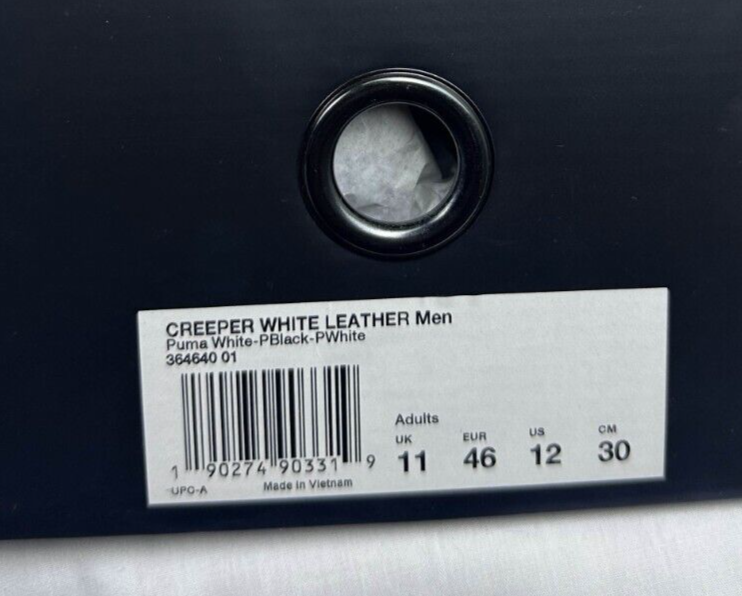 CREEPER WHITE LEATHER Men
Puma White-PBlack-PWhite
364640 01
Adults
UK EUR US CM
11 46 12 30
1 90274 90331 9
UPC-A Made in Vietnam